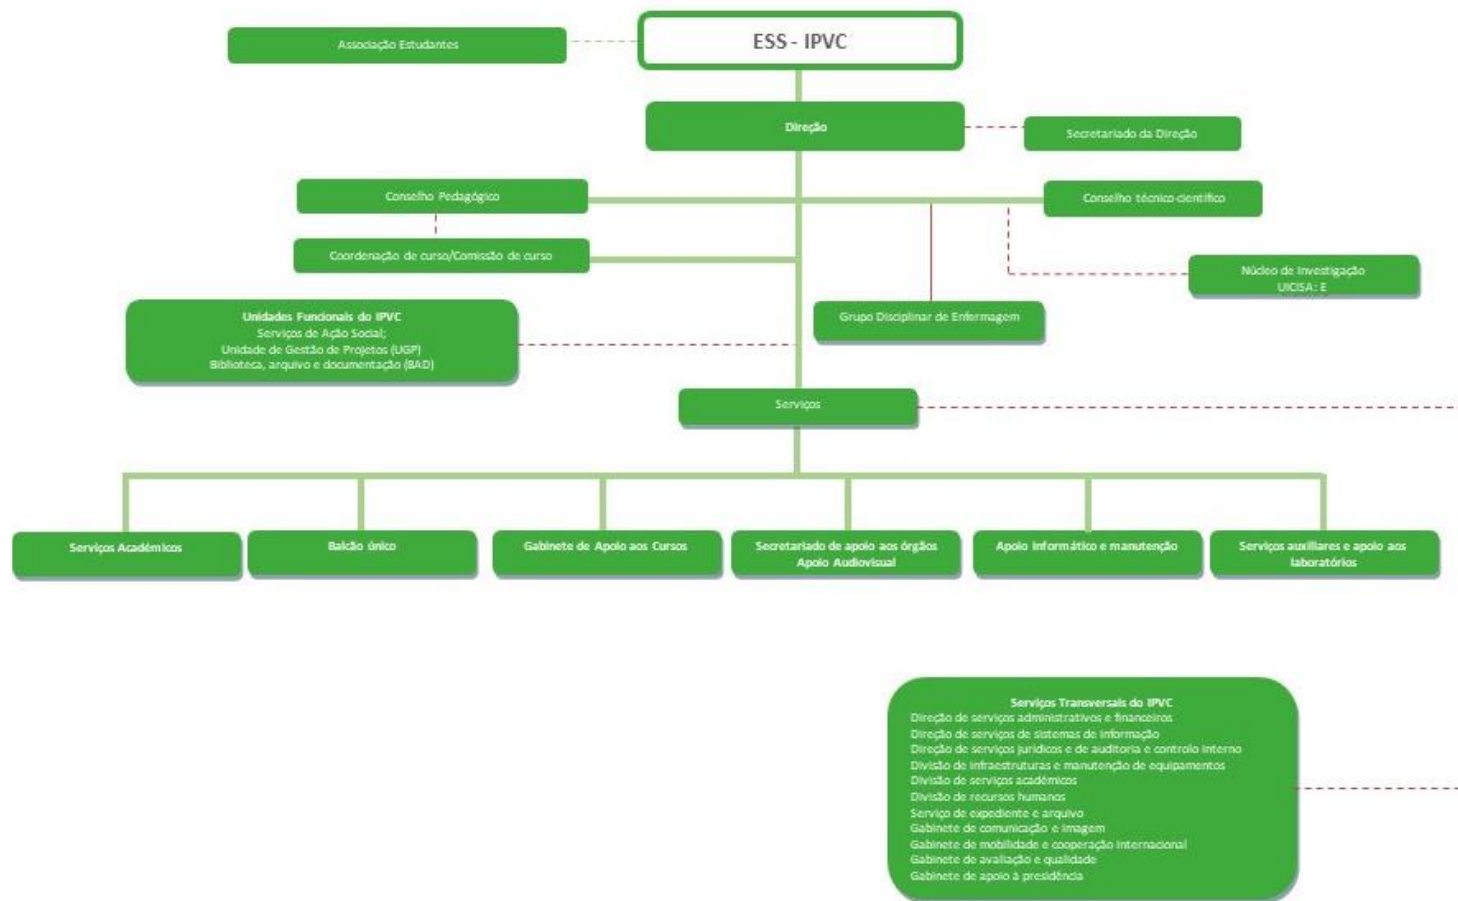 Associação Estudantes
ESS - IPVC
Direção
Secretariado da Direção
Conselho Pedagógico
Conselho técnico-científico
Coordenação de curso/Comissão de curso
Núcleo de Investigação
UICISA: E
Unidades Funcionais do IPVC
Serviços de Ação Social;
Unidade de Gestão de Projetos (UGP)
Biblioteca, arquivo e documentação (BAD)
Grupo Disciplinar de Enfermagem
Serviços
Serviços Académicos
Balcão único
Gabinete de Apoio aos Cursos
Secretariado de apoio aos órgãos
Apoio Audiovisual
Apoio Informático e manutenção
Serviços auxiliares e apoio aos
laboratórios
Serviços Transversais do IPVC
Direção de serviços administrativos e financeiros
Direção de serviços de sistemas de informação
Direção de serviços jurídicos e de auditoria e controlo interno
Divisão de infraestruturas e manutenção de equipamentos
Divisão de serviços académicos
Divisão de recursos humanos
Serviço de expediente e arquivo
Gabinete de comunicação e imagem
Gabinete de mobilidade e cooperação internacional
Gabinete de avaliação e qualidade
Gabinete de apoio à presidência